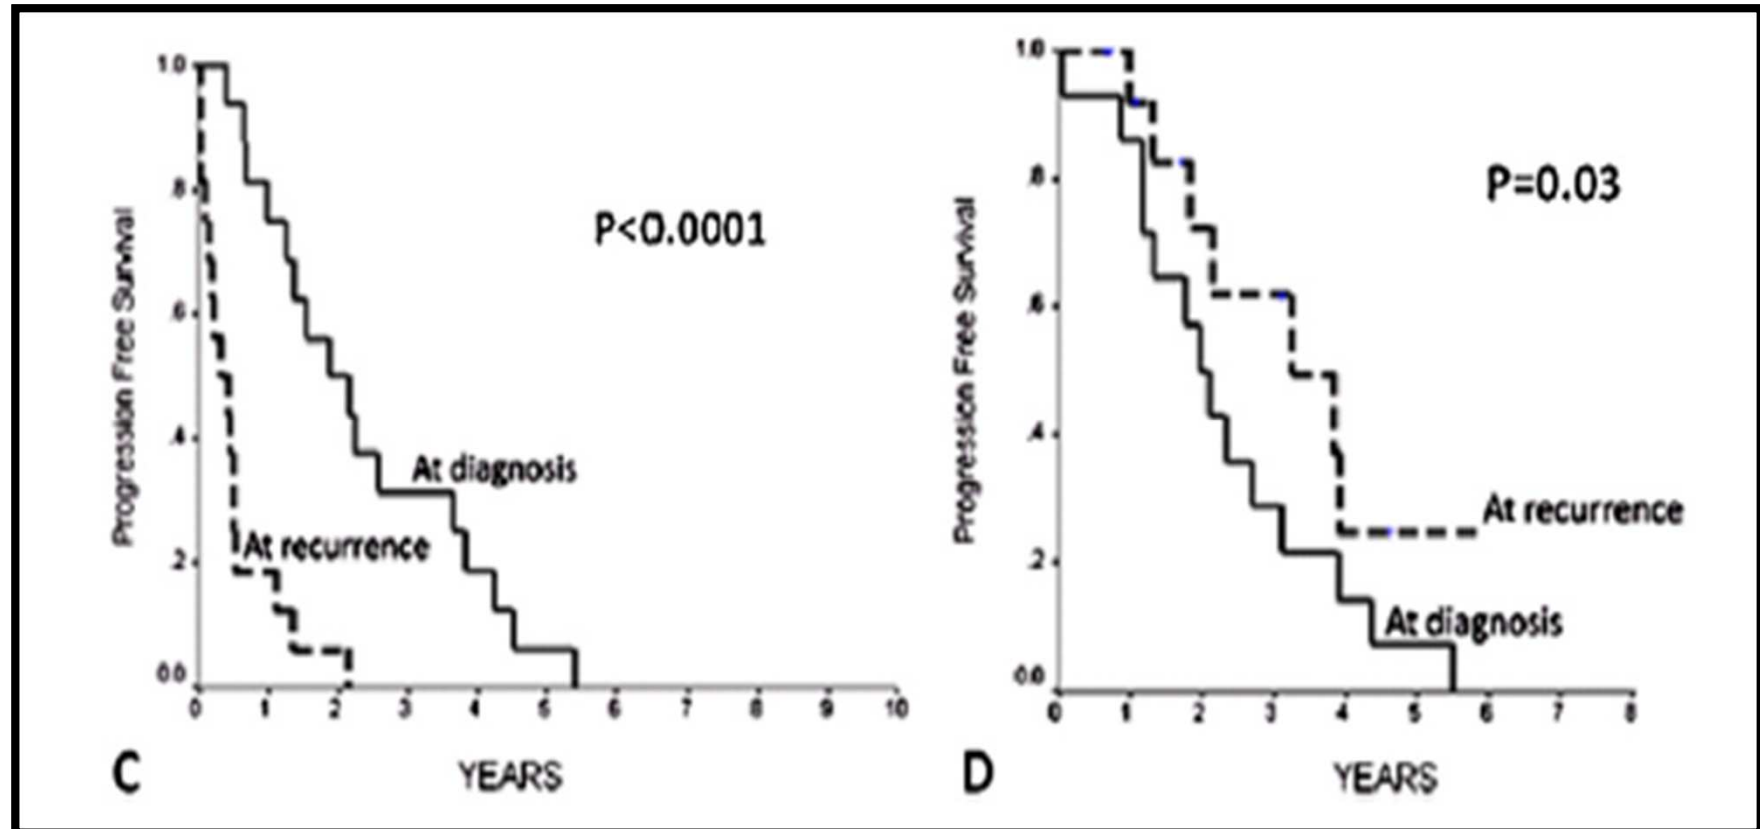 1.0
.8
.6
.4
.2
0.0
Progression Free Survival
P<0.0001
At diagnosis
At recurrence
0 1 2 3 4 5 6 7 8 9 10
YEARS
C
1.0
.8
.6
.4
.2
0.0
Progression Free Survival
P=0.03
At recurrence
At diagnosis
0 1 2 3 4 5 6 7 8
YEARS
D